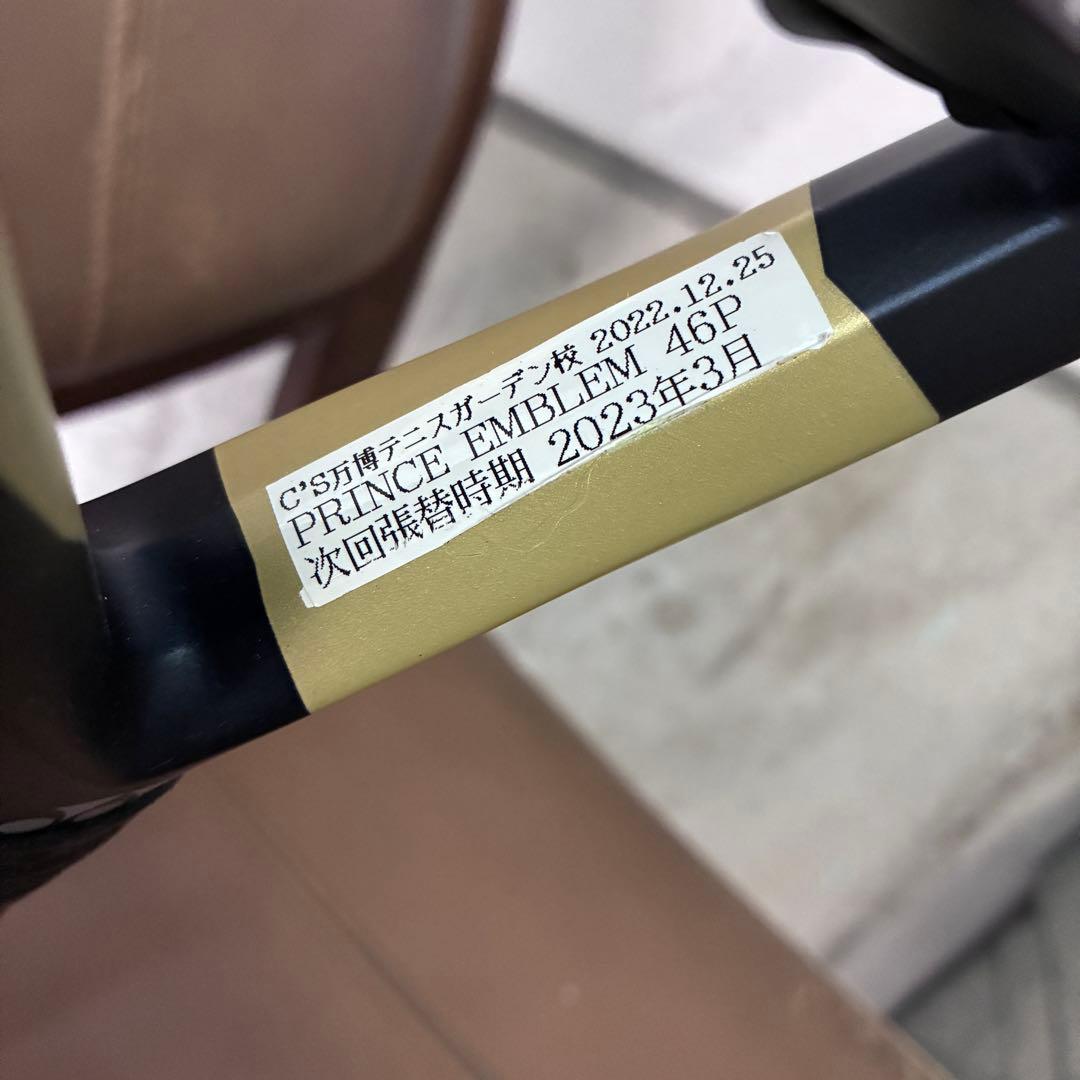 C'S万博テニスガーデン校 2022.12.25
PRINCE EMBLEM 46P
次回張替時期 2023年3月